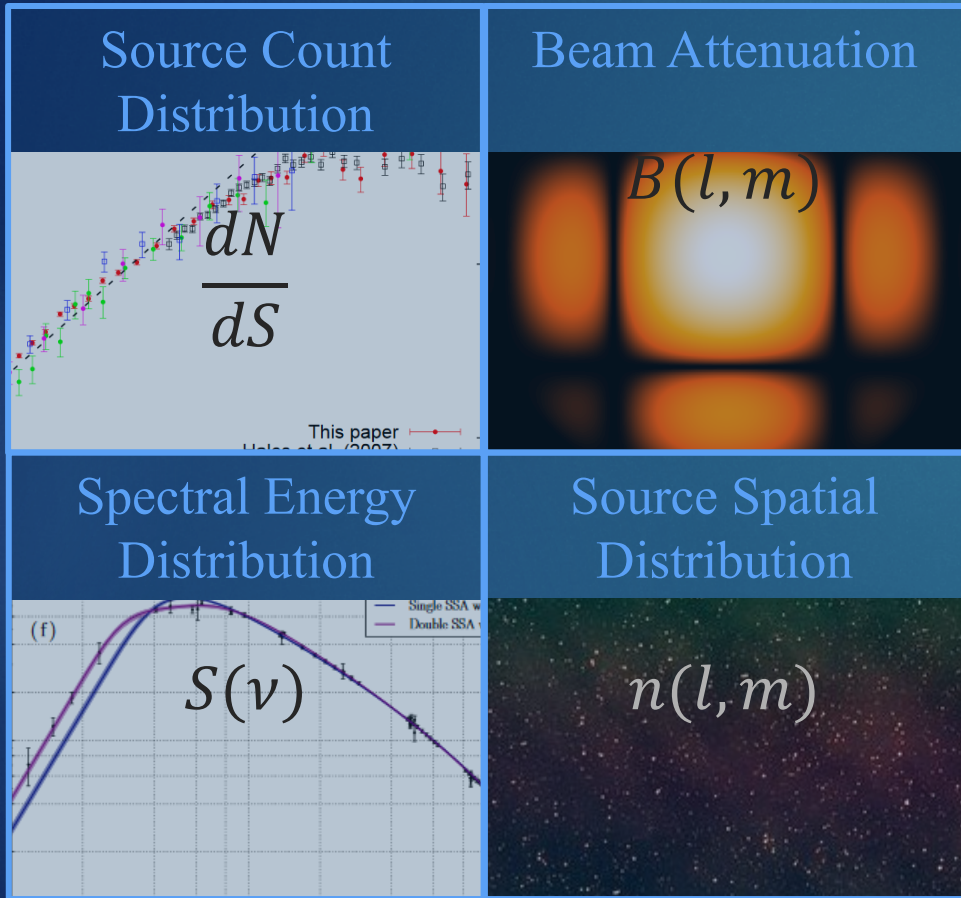 Source Count
Distribution
Beam Attenuation
dN
dS
B(l,m)
This paper
Spectral Energy
Distribution
Source Spatial
Distribution
(f)
Single SSA w
Double SSA
S(ν)
n(l,m)